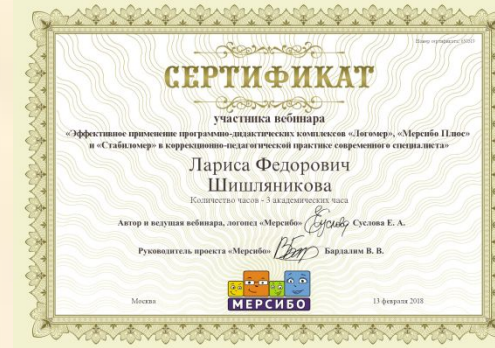 Номер сертификата
СЕРТИФИКАТ
участника вебинара
«Эффективное применение программно-дидактических комплексов «Логомер», «Мерсибо Плюс»
и «Стабиломер» в коррекционно-педагогической практике современного специалиста»
Лариса Федорович
Шишляникова
Количество часов - 3 академических часа
Автор и ведущая вебинара, логопед «Мерсибо» Суслова Е. А.
Руководитель проекта «Мерсибо» Бардалим В. В.
МЕРСИБО
Москва 13 февраля 2018